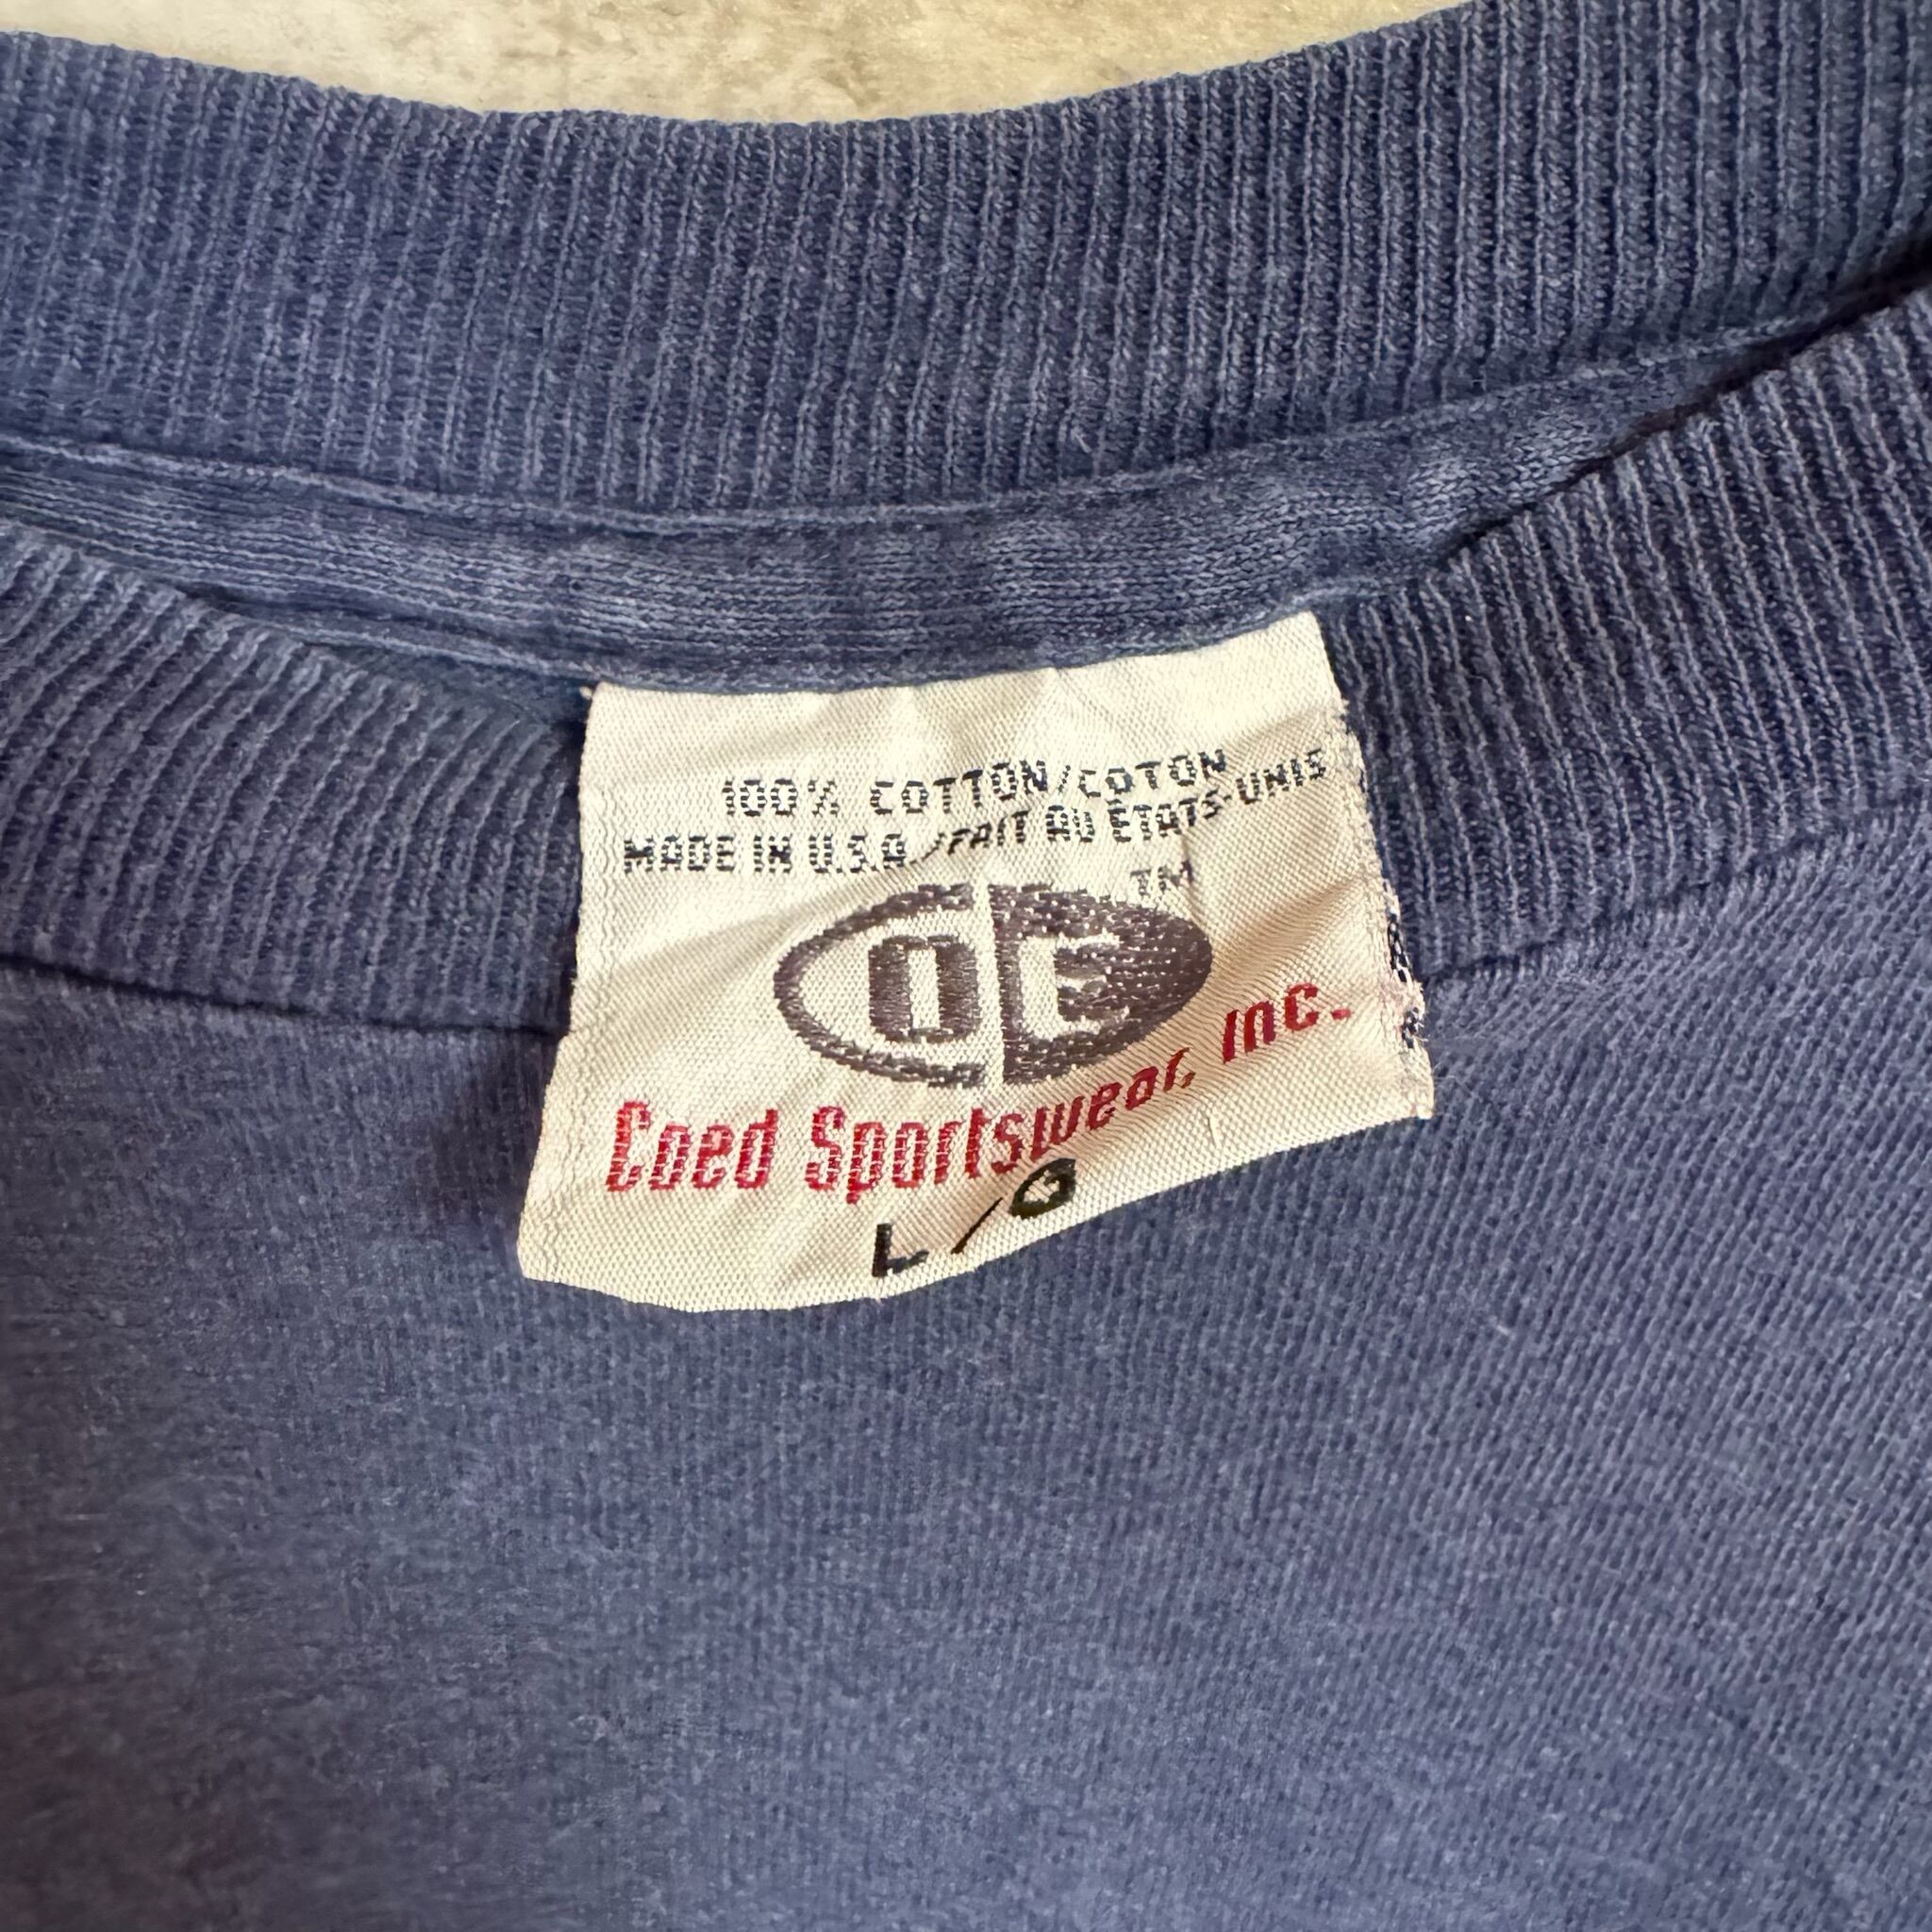 100% COTTON/COTON
MADE IN U.S.A./FAIT AU ÉTATS-UNIS
TM
Coed Sportswear, Inc.
L/G